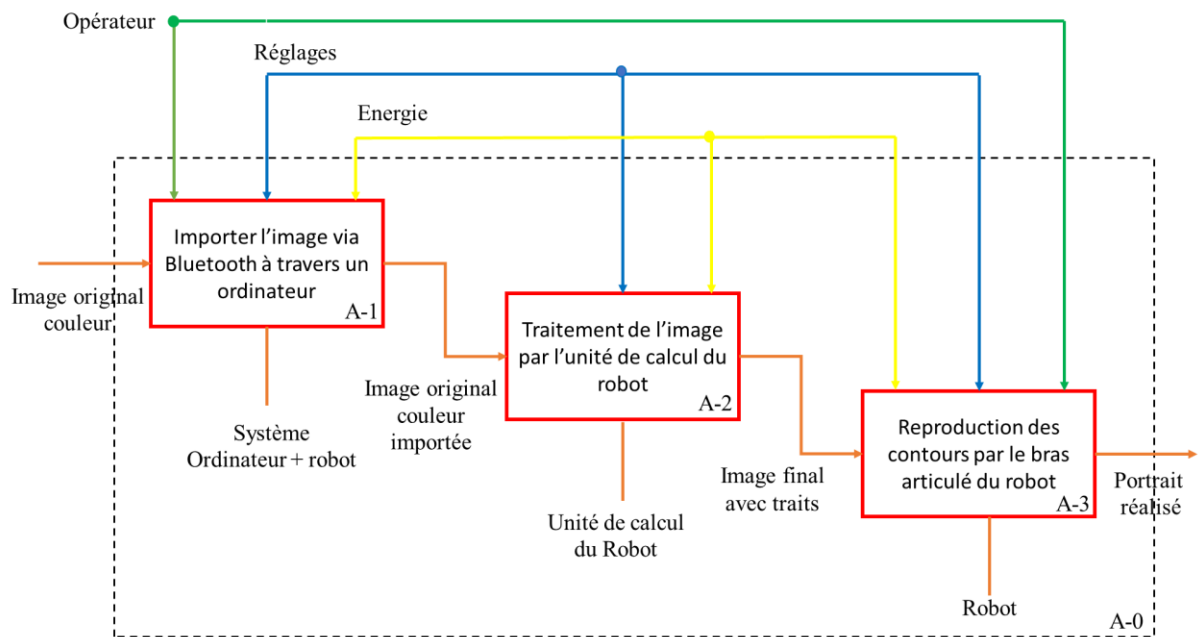 Opérateur
Réglages
Energie
Importer l’image via
Bluetooth à travers un
ordinateur
A-1
Image original
couleur
Traitement de l’image
par l’unité de calcul du
robot
A-2
Image original
couleur
importée
Système
Ordinateur + robot
Reproduction des
contours par le bras
articulé du robot
A-3
Image final
avec traits
Portrait
réalisé
Unité de calcul
du Robot
Robot
A-0